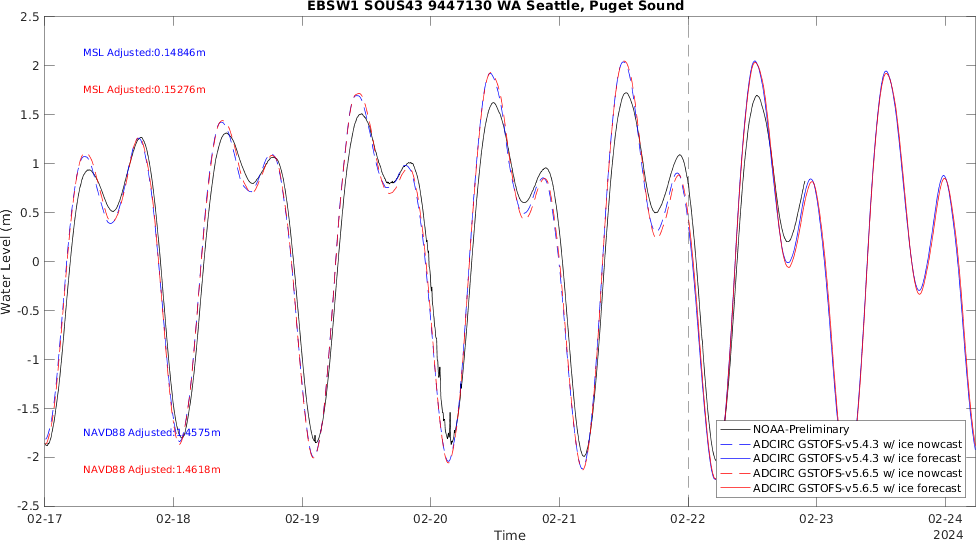 EBSW1 SOUS43 9447130 WA Seattle, Puget Sound
2.5
2
1.5
1
0.5
0
-0.5
-1
-1.5
-2
-2.5
Water Level (m)
MSL Adjusted:0.14846m
MSL Adjusted:0.15276m
NAVD88 Adjusted:1.4575m
NAVD88 Adjusted:1.4618m
NOAA-Preliminary
ADCIRC GSTOFS-v5.4.3 w/ ice nowcast
ADCIRC GSTOFS-v5.4.3 w/ ice forecast
ADCIRC GSTOFS-v5.6.5 w/ ice nowcast
ADCIRC GSTOFS-v5.6.5 w/ ice forecast
02-17 02-18 02-19 02-20 02-21 02-22 02-23 02-24
Time
2024